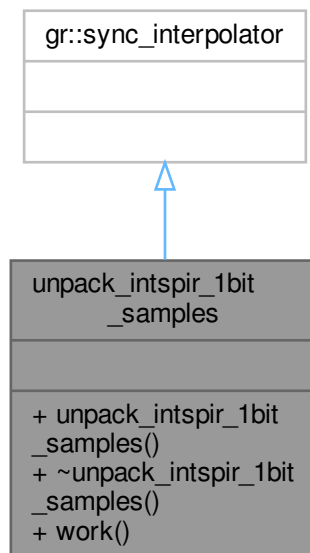 gr::sync_interpolator
unpack_intspir_1bit
_samples
+ unpack_intspir_1bit
_samples()
+ ~unpack_intspir_1bit
_samples()
+ work()